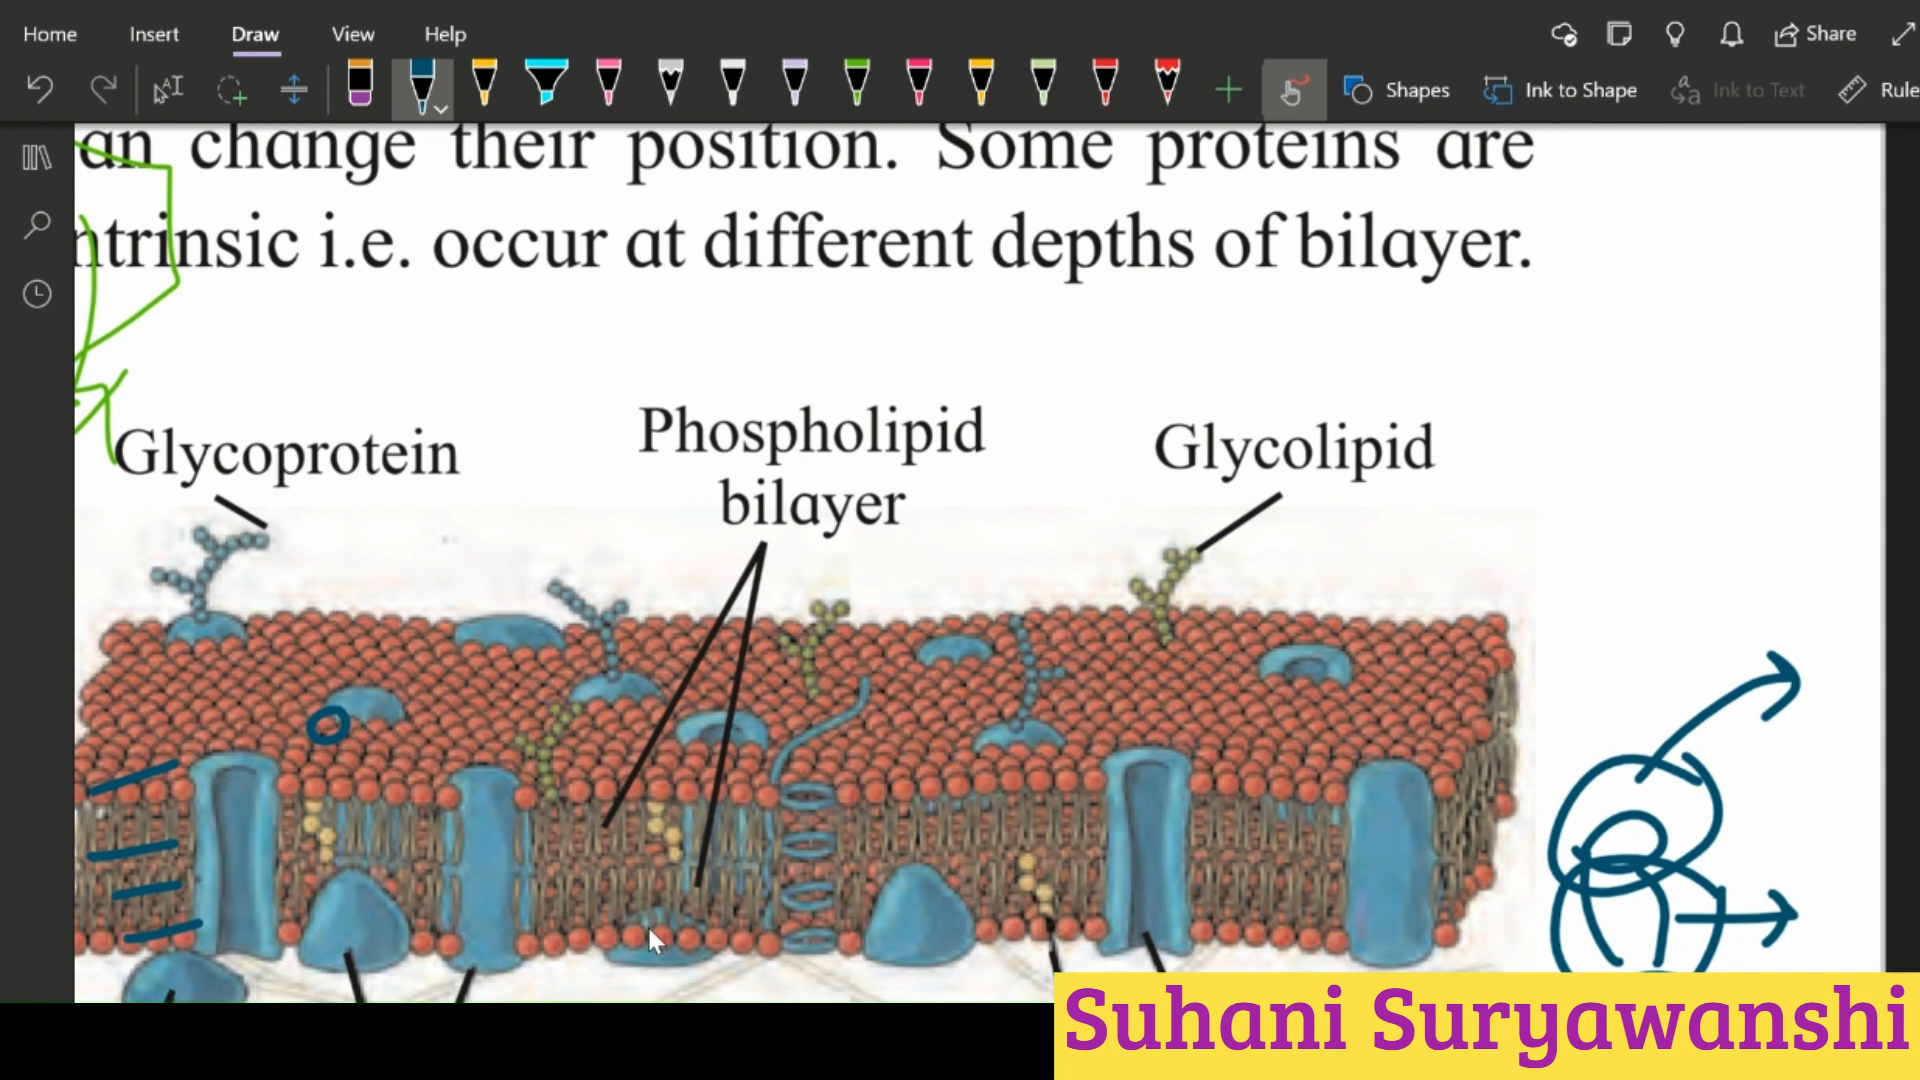 Home Insert Draw View Help
Share
Shapes Ink to Shape Ink to Text Rule
an change their position. Some proteins are
ntrinsic i.e. occur at different depths of bilayer.
Glycoprotein
Phospholipid
bilayer
Glycolipid
Suhani Suryawanshi